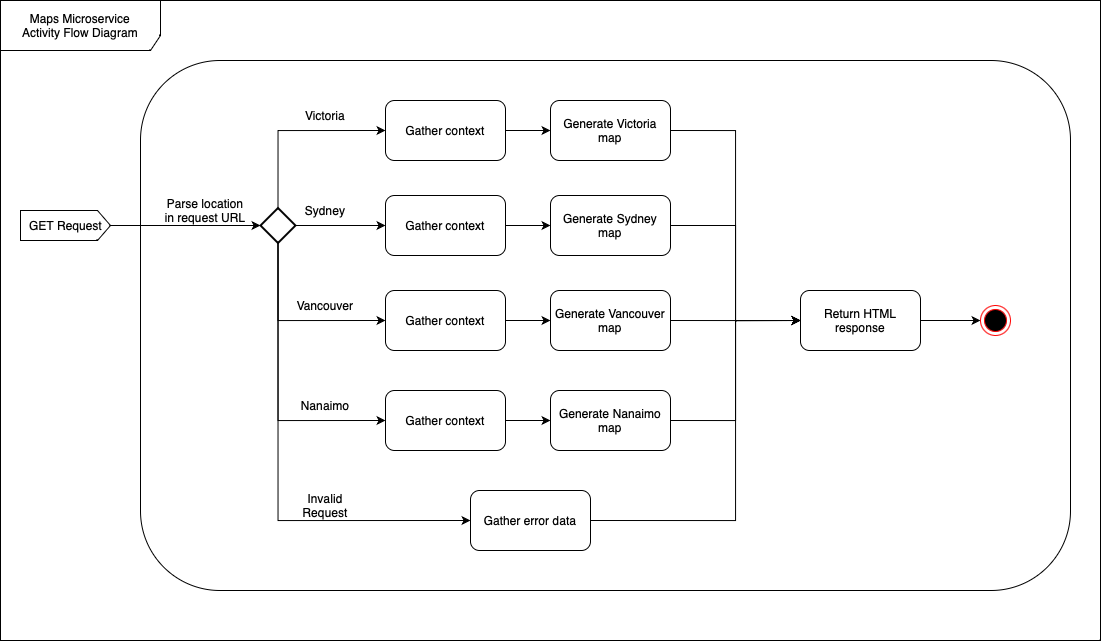 Maps Microservice
Activity Flow Diagram
Victoria
Gather context
Generate Victoria
map
GET Request
Parse location
in request URL
Sydney
Gather context
Generate Sydney
map
Vancouver
Gather context
Generate Vancouver
map
Return HTML
response
Nanaimo
Gather context
Generate Nanaimo
map
Invalid
Request
Gather error data